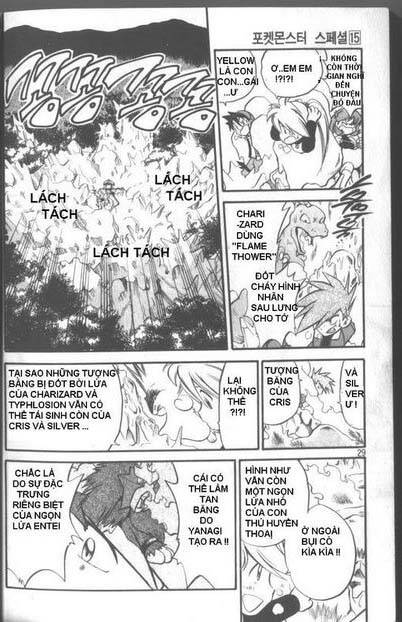 포켓몬스터 스페셜 15
KHÔNG
CÒN THỜI
GIAN NGHĨ
ĐẾN
CHUYỆN
ĐÓ ĐÂU
Ơ..EM EM
!?!?!
YELLOW
LÀ CON
CON...GÁI
...Ư
LÁCH
TÁCH
LÁCH
TÁCH
LÁCH TÁCH
CHARI
-ZARD
DÙNG
"FLAME
THOWER"
ĐỐT
CHÁY HÌNH
NHÂN
SAU LƯNG
CHO TỚ
VÀ
SIL
VER
Ư !
TƯỢNG
BĂNG
CỦA
CRIS
LẠI
KHÔNG
THỂ
?!?!
TẠI SAO NHỮNG TƯỢNG
BĂNG BỊ ĐỐT BỞI LỬA
CỦA CHARIZARD VÀ
TYPHLOSION VẪN CÓ
THỂ TÁI SINH CÒN CỦA
CRIS VÀ SILVER ...
29
Ở NGOÀI
BỤI CỎ
KÌA KÌA !!
HÌNH NHƯ
VẪN CÒN
MỘT NGỌN
LỬA NHỎ
CỦA CON
THÚ HUYỀN
THOẠI
CÁI CÓ
THỂ LÀM
TAN
BĂNG
DO
YANAGI
TẠO RA !!
CHẮC LÀ
DO SỰ ĐẶC
TRƯNG
RIÊNG BIỆT
CỦA NGỌN
LỬA ENTEI